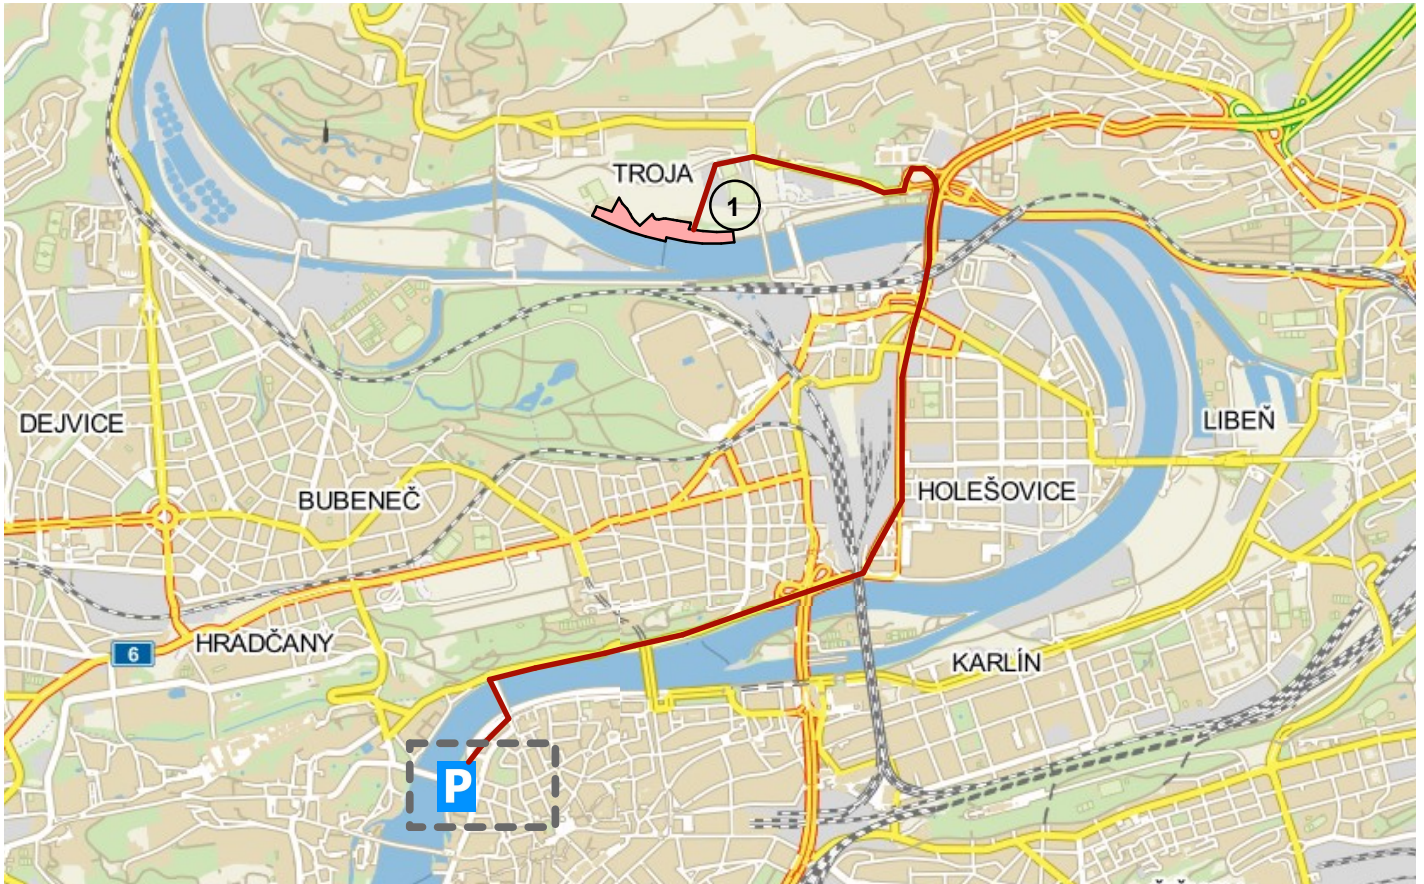 TROJA
1
DEJVICE
LIBEŇ
BUBENEČ
HOLEŠOVICE
HRADČANY
6
KARLÍN
P